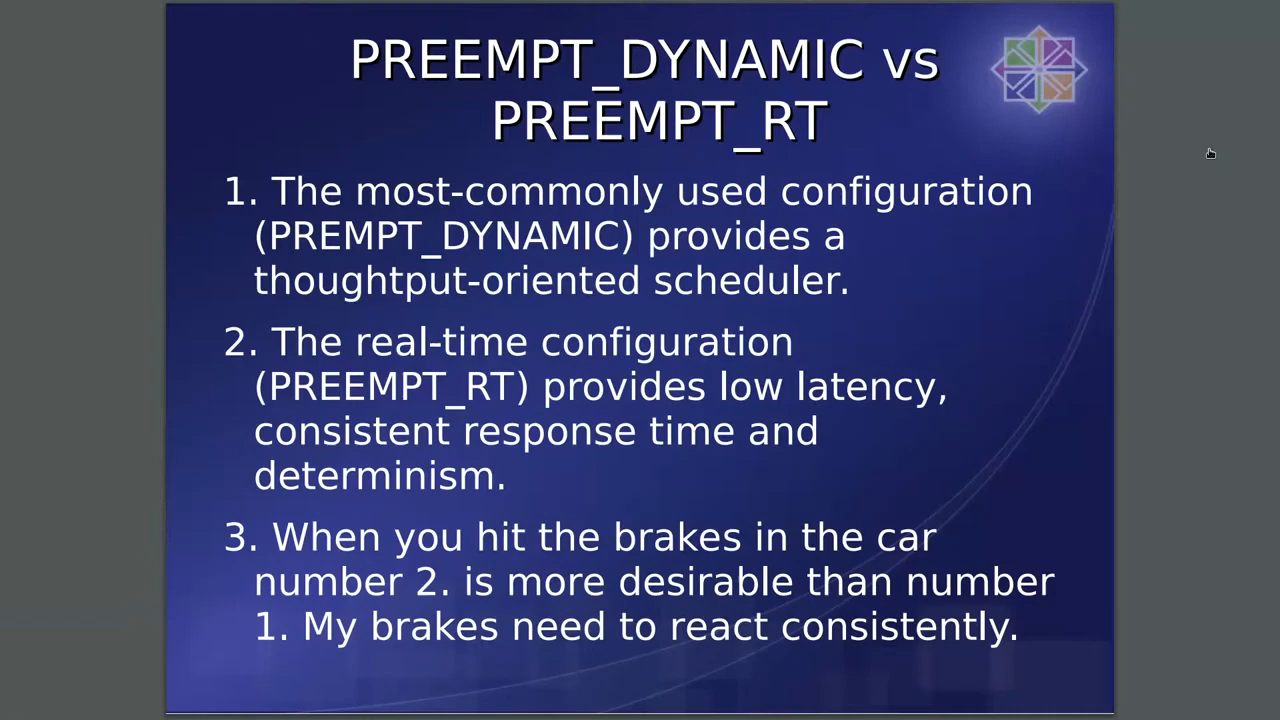 PREEMPT_DYNAMIC vs
PREEMPT_RT
1. The most-commonly used configuration
(PREMPT_DYNAMIC) provides a
thoughtput-oriented scheduler.
2. The real-time configuration
(PREEMPT_RT) provides low latency,
consistent response time and
determinism.
3. When you hit the brakes in the car
number 2. is more desirable than number
1. My brakes need to react consistently.